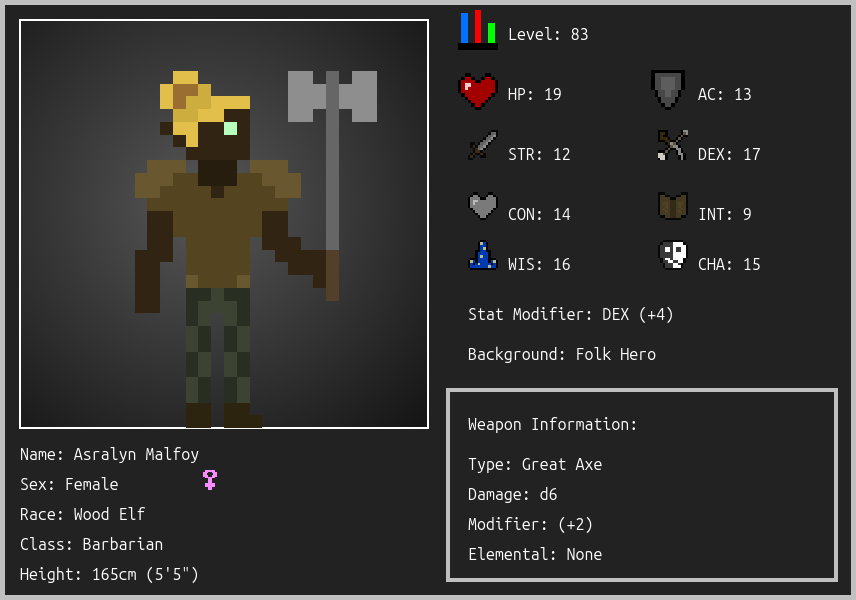 Level: 83
HP: 19
AC: 13
STR: 12
DEX: 17
CON: 14
INT: 9
WIS: 16
CHA: 15
Stat Modifier: DEX (+4)
Background: Folk Hero
Weapon Information:
Type: Great Axe
Damage: d6
Modifier: (+2)
Elemental: None
Name: Asralyn Malfoy
Sex: Female
Race: Wood Elf
Class: Barbarian
Height: 165cm (5'5")